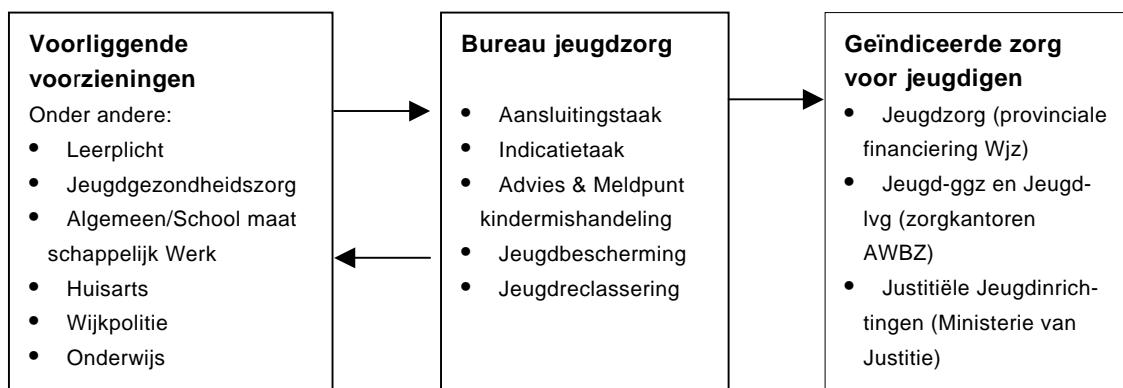 Voorliggende
voorzieningen
Onder andere:
• Leerplicht
• Jeugdgezondheidszorg
• Algemeen/School maat
schappelijk Werk
• Huisarts
• Wijkpolitie
• Onderwijs
Bureau jeugdzorg
• Aansluitingstaak
• Indicatietaak
• Advies & Meldpunt
kindermishandeling
• Jeugdbescherming
• Jeugdreclassering
Geïndiceerde zorg
voor jeugdigen
• Jeugdzorg (provinciale
financiering Wjz)
• Jeugd-ggz en Jeugd-
lvg (zorgkantoren
AWBZ)
• Justitiële Jeugdinrich-
tingen (Ministerie van
Justitie)